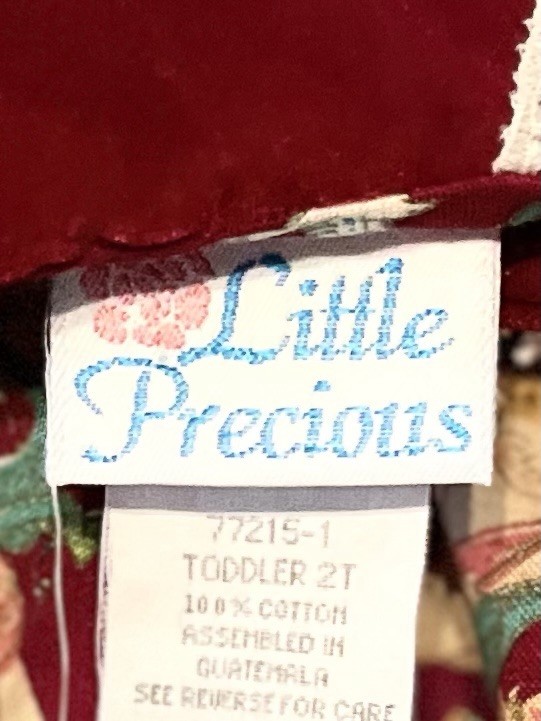 Little
Precious
77215-1
TODDLER 2T
100% COTTON
ASSEMBLED IN
GUATEMALA
SEE REVERSE FOR CARE